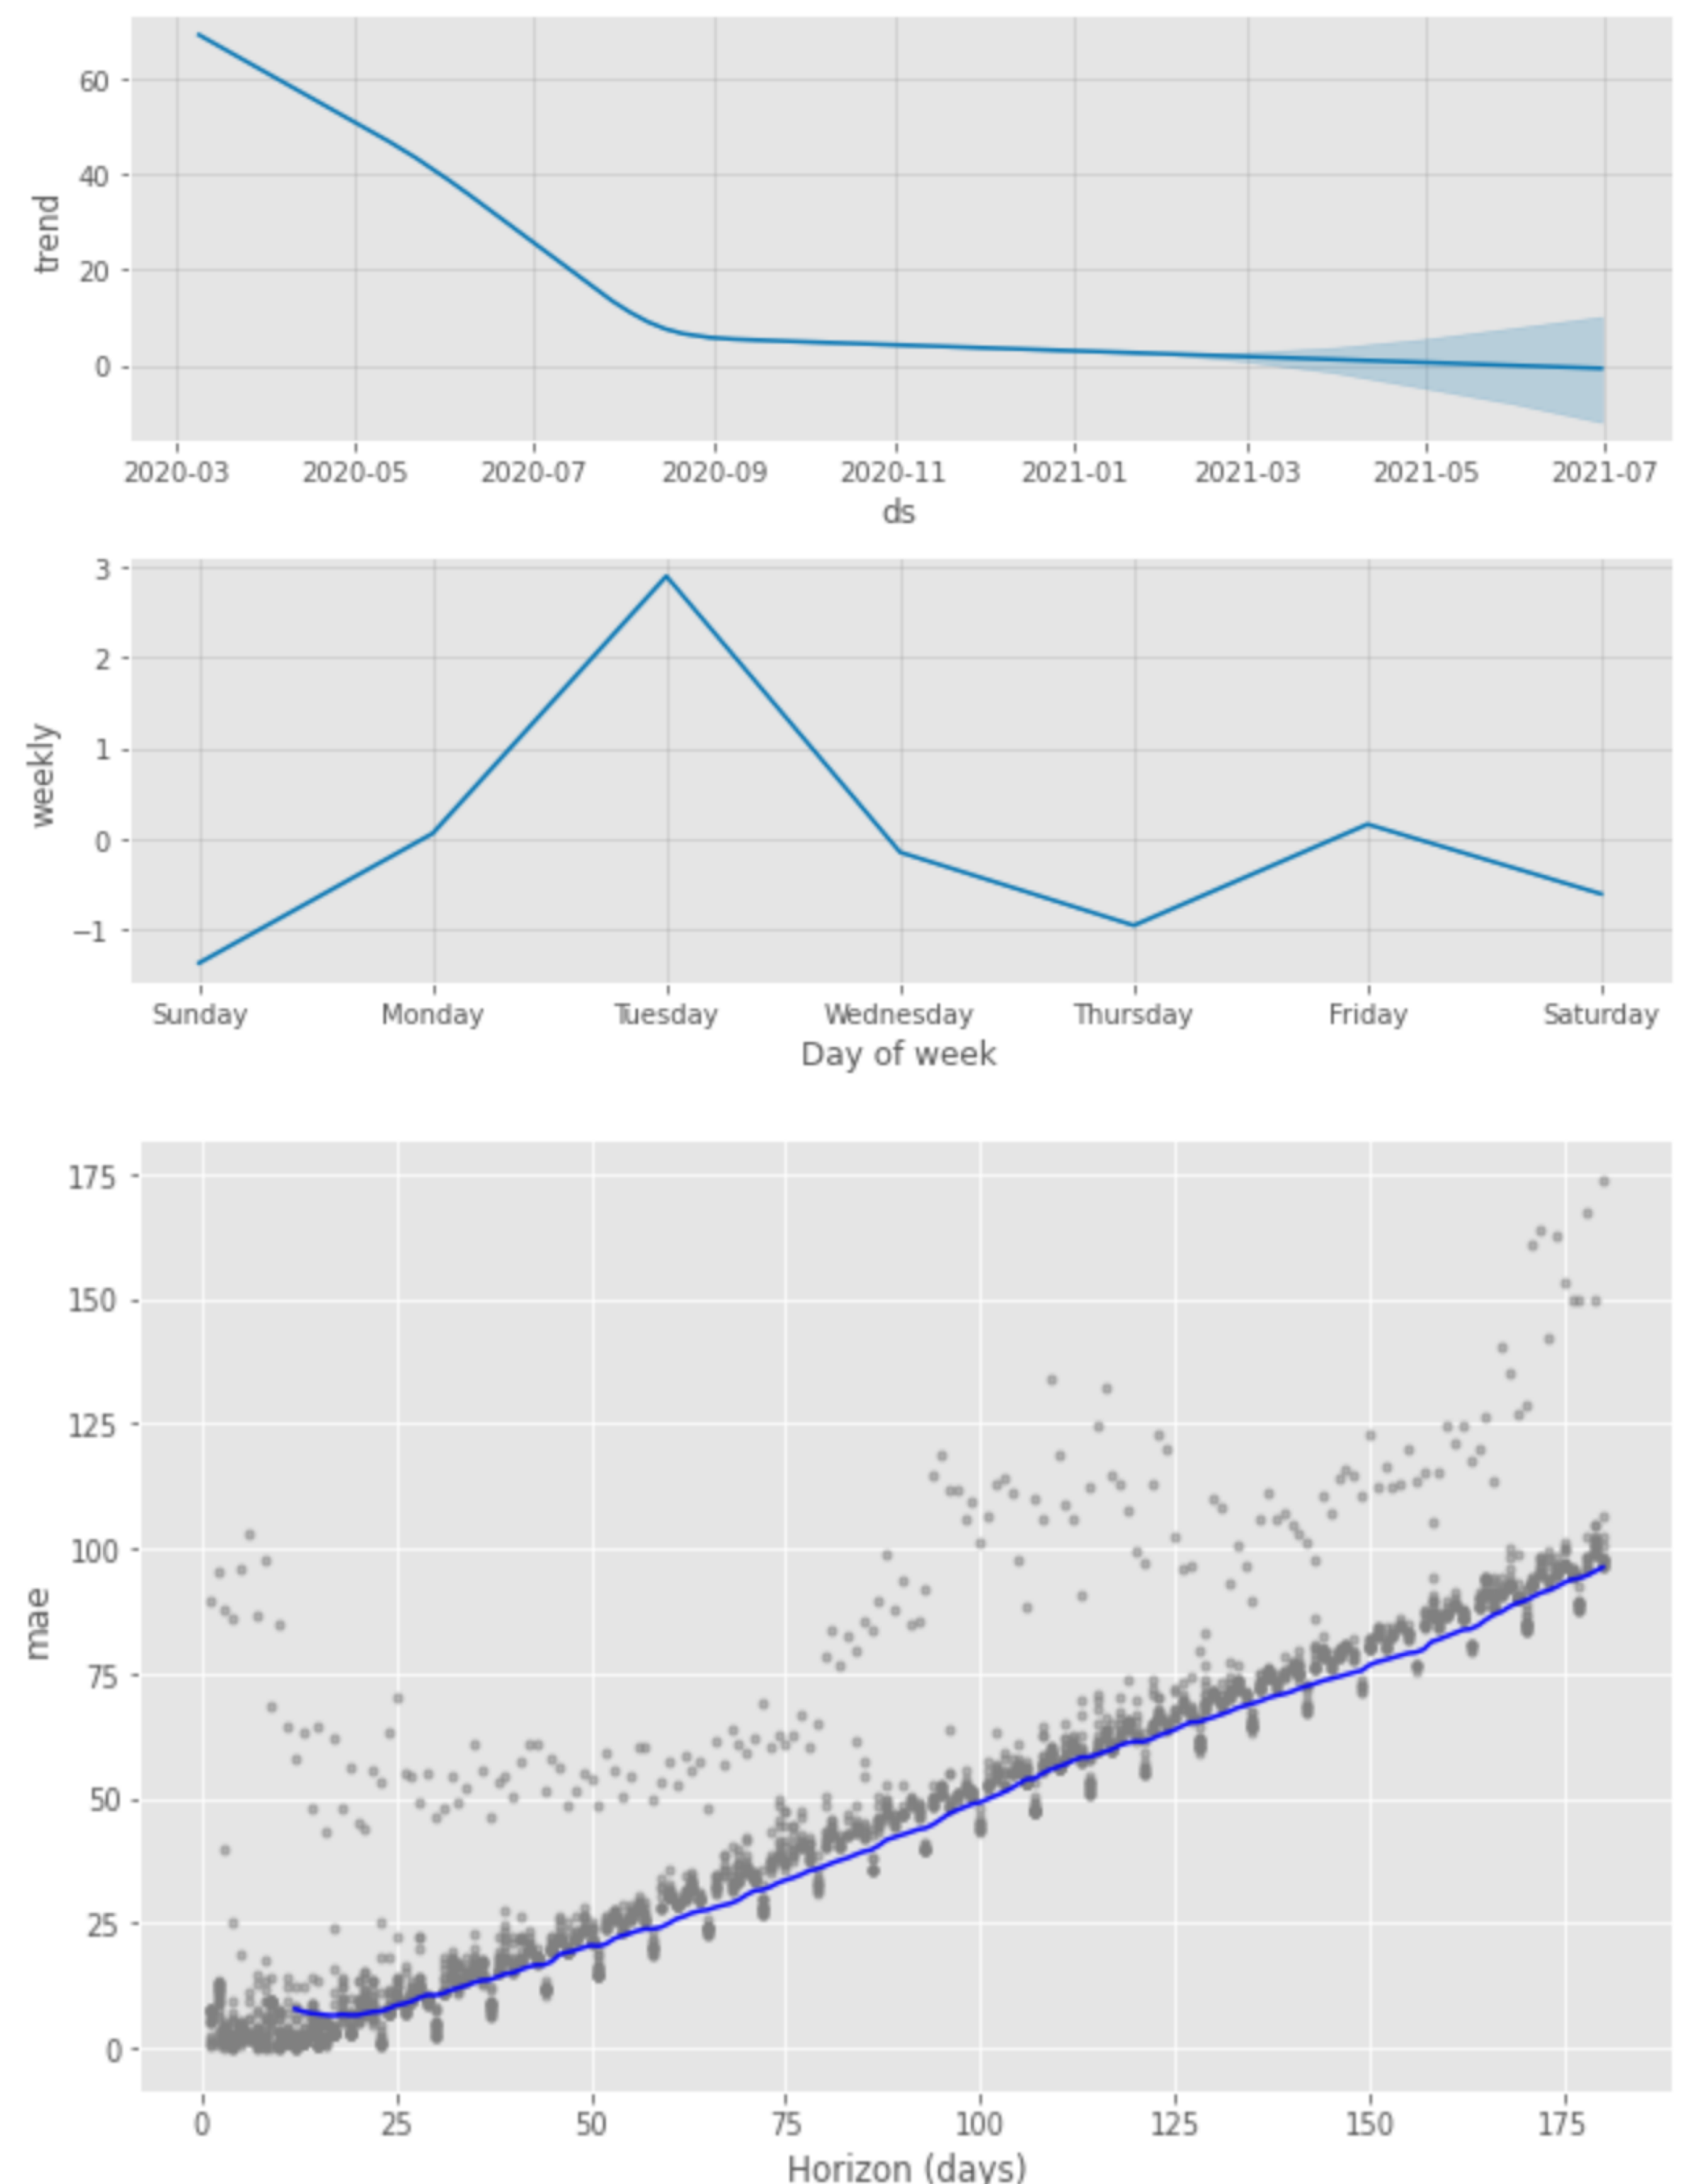 60
40
20
0
trend
2020-03 2020-05 2020-07 2020-09 2020-11 2021-01 2021-03 2021-05 2021-07
ds
3
2
1
0
−1
weekly
Sunday Monday Tuesday Wednesday Thursday Friday Saturday
Day of week
175
150
125
100
75
50
25
0
mae
0 25 50 75 100 125 150 175
Horizon (days)